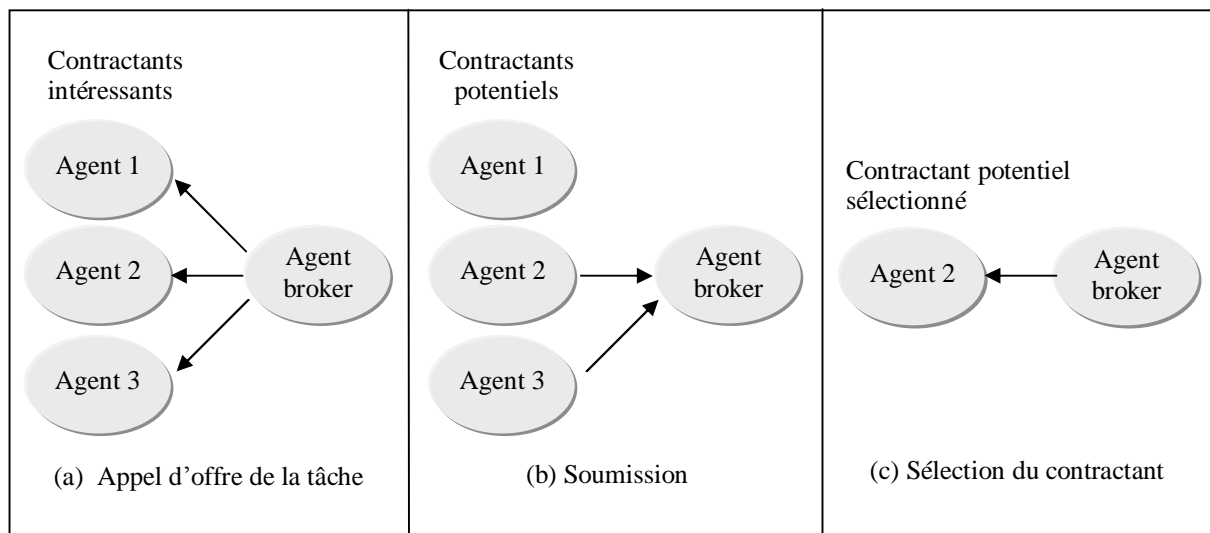 Contractants
intéressants
Agent 1
Agent 2
Agent
broker
Agent 3
(a) Appel d’offre de la tâche
Contractants
potentiels
Agent 1
Agent 2
Agent
broker
Agent 3
(b) Soumission
Contractant potentiel
sélectionné
Agent 2
Agent
broker
(c) Sélection du contractant